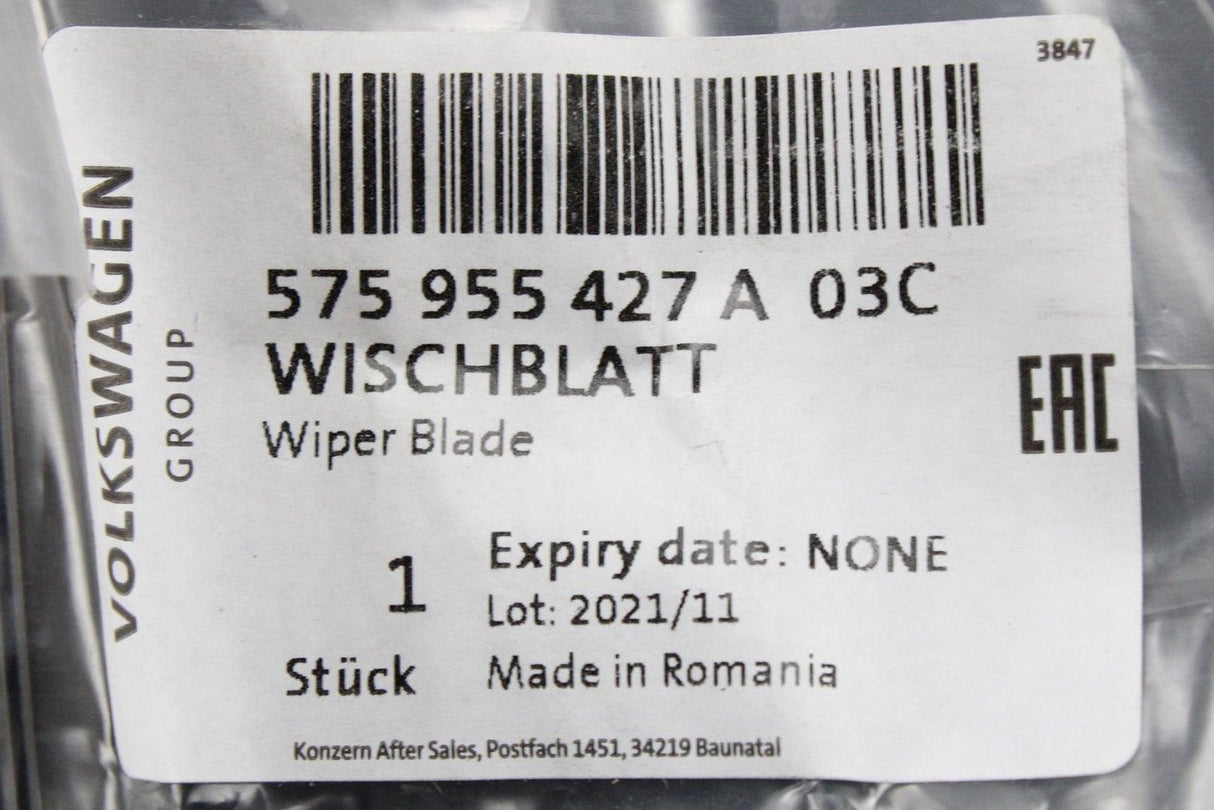 3847
VOLKSWAGEN
GROUP
575 955 427 A 03C
WISCHBLATT
Wiper Blade
EAC
1
Stück
Expiry date: NONE
Lot: 2021/11
Made in Romania
Konzern After Sales, Postfach 1451, 34219 Baunatal